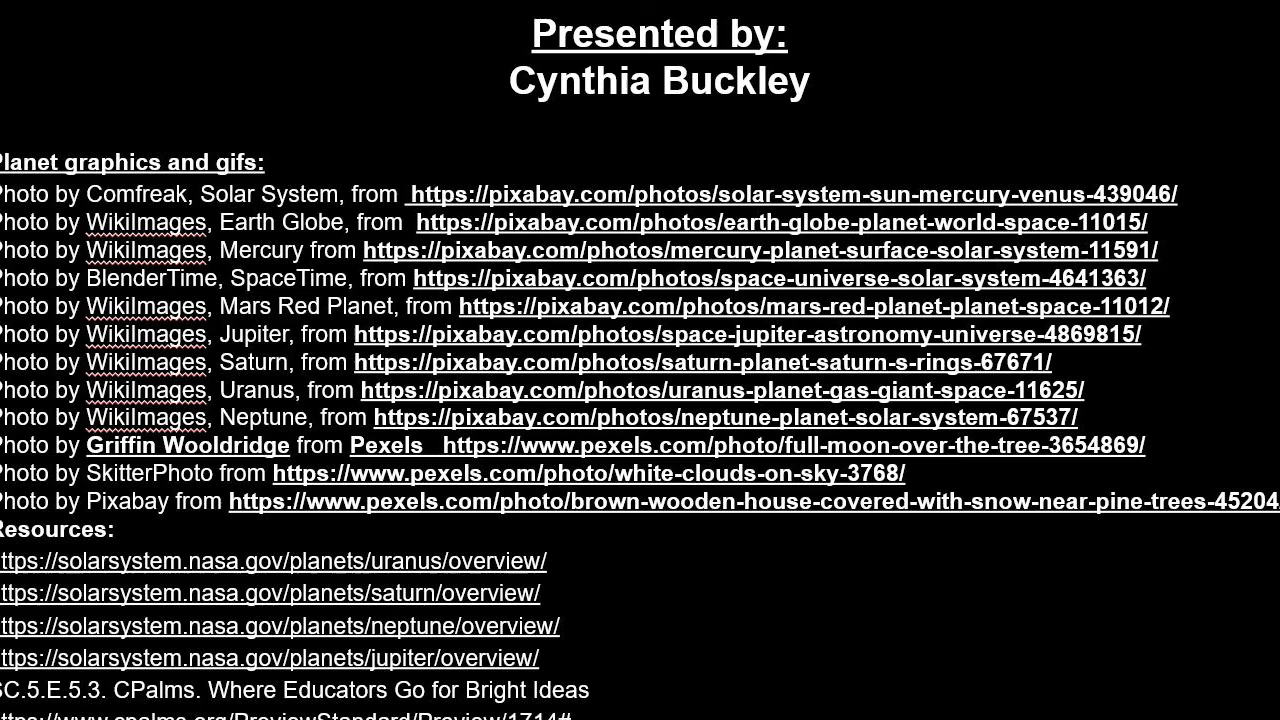 Presented by:
Cynthia Buckley
Planet graphics and gifs:
Photo by Comfreak, Solar System, from https://pixabay.com/photos/solar-system-sun-mercury-venus-439046/
Photo by WikiImages, Earth Globe, from https://pixabay.com/photos/earth-globe-planet-world-space-11015/
Photo by WikiImages, Mercury from https://pixabay.com/photos/mercury-planet-surface-solar-system-11591/
Photo by BlenderTime, SpaceTime, from https://pixabay.com/photos/space-universe-solar-system-4641363/
Photo by WikiImages, Mars Red Planet, from https://pixabay.com/photos/mars-red-planet-planet-space-11012/
Photo by WikiImages, Jupiter, from https://pixabay.com/photos/space-jupiter-astronomy-universe-4869815/
Photo by WikiImages, Saturn, from https://pixabay.com/photos/saturn-planet-saturn-s-rings-67671/
Photo by WikiImages, Uranus, from https://pixabay.com/photos/uranus-planet-gas-giant-space-11625/
Photo by WikiImages, Neptune, from https://pixabay.com/photos/neptune-planet-solar-system-67537/
Photo by Griffin Wooldridge from Pexels https://www.pexels.com/photo/full-moon-over-the-tree-3654869/
Photo by SkitterPhoto from https://www.pexels.com/photo/white-clouds-on-sky-3768/
Photo by Pixabay from https://www.pexels.com/photo/brown-wooden-house-covered-with-snow-near-pine-trees-45204
Resources:
ttps://solarsystem.nasa.gov/planets/uranus/overview/
ttps://solarsystem.nasa.gov/planets/saturn/overview/
ttps://solarsystem.nasa.gov/planets/neptune/overview/
ttps://solarsystem.nasa.gov/planets/jupiter/overview/
SC.5.E.5.3. CPalms. Where Educators Go for Bright Ideas
ttps://www.cpalms.org/PreviewStandard/Preview/1714#